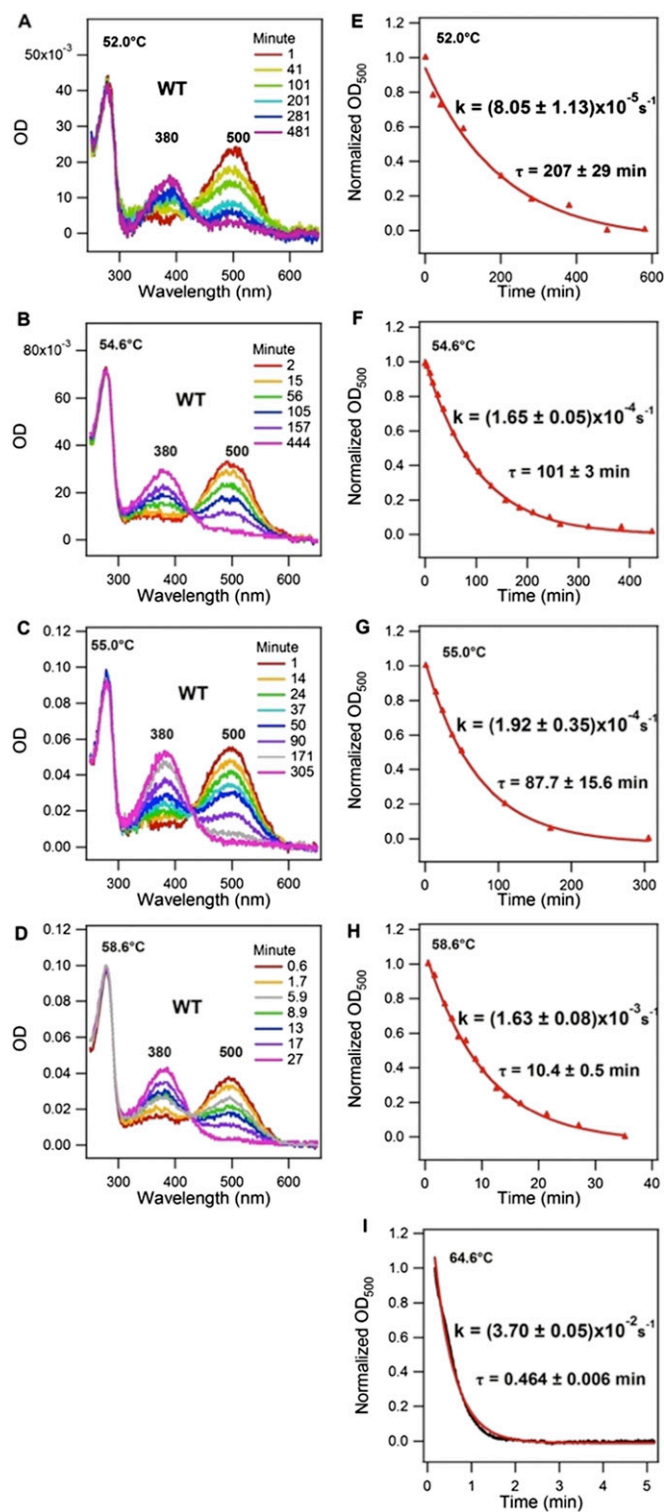 A
52.0°C
WT
Minute
1
41
101
201
281
481
380
500
50x10⁻³
40
30
20
10
0
OD
300 400 500 600
Wavelength (nm)
E
52.0°C
k = (8.05 ± 1.13)x10⁻⁵s⁻¹
τ = 207 ± 29 min
1.2
1.0
0.8
0.6
0.4
0.2
0.0
Normalized OD₅₀₀
0 200 400 600
Time (min)
B
54.6°C
WT
Minute
2
15
56
105
157
444
380
500
80x10⁻³
60
40
20
0
OD
300 400 500 600
Wavelength (nm)
F
54.6°C
k = (1.65 ± 0.05)x10⁻⁴s⁻¹
τ = 101 ± 3 min
1.2
1.0
0.8
0.6
0.4
0.2
0.0
Normalized OD₅₀₀
0 100 200 300 400
Time (min)
C
55.0°C
WT
Minute
1
14
24
37
50
90
171
305
380
500
0.12
0.10
0.08
0.06
0.04
0.02
0.00
OD
300 400 500 600
Wavelength (nm)
G
55.0°C
k = (1.92 ± 0.35)x10⁻⁴s⁻¹
τ = 87.7 ± 15.6 min
1.2
1.0
0.8
0.6
0.4
0.2
0.0
Normalized OD₅₀₀
0 100 200 300
Time (min)
D
58.6°C
WT
Minute
0.6
1.7
5.9
8.9
13
17
27
380
500
0.12
0.10
0.08
0.06
0.04
0.02
0.00
OD
300 400 500 600
Wavelength (nm)
H
58.6°C
k = (1.63 ± 0.08)x10⁻³s⁻¹
τ = 10.4 ± 0.5 min
1.2
1.0
0.8
0.6
0.4
0.2
0.0
Normalized OD₅₀₀
0 10 20 30 40
Time (min)
I
64.6°C
k = (3.70 ± 0.05)x10⁻²s⁻¹
τ = 0.464 ± 0.006 min
1.2
1.0
0.8
0.6
0.4
0.2
0.0
Normalized OD₅₀₀
0 1 2 3 4 5
Time (min)